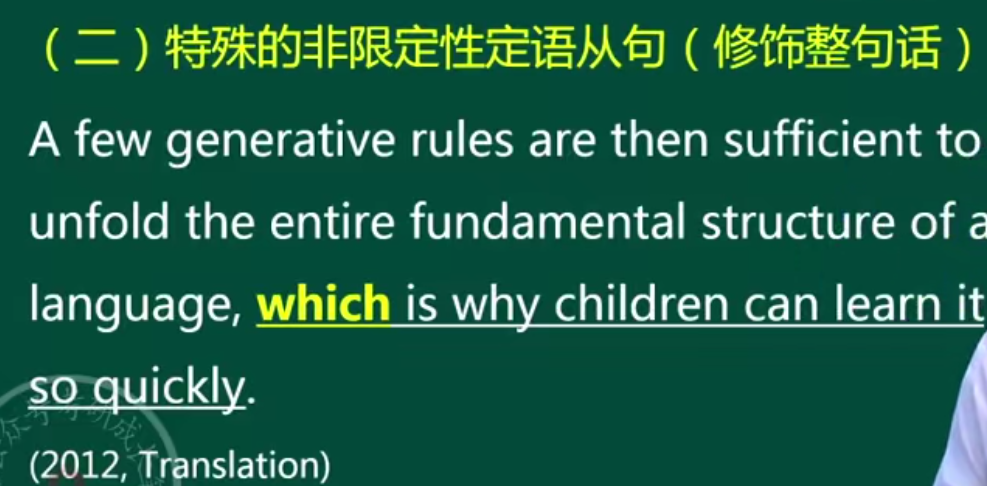 （二）特殊的非限定性定语从句（修饰整句话）
A few generative rules are then sufficient to
unfold the entire fundamental structure of a
language, which is why children can learn it
so quickly.
(2012, Translation)